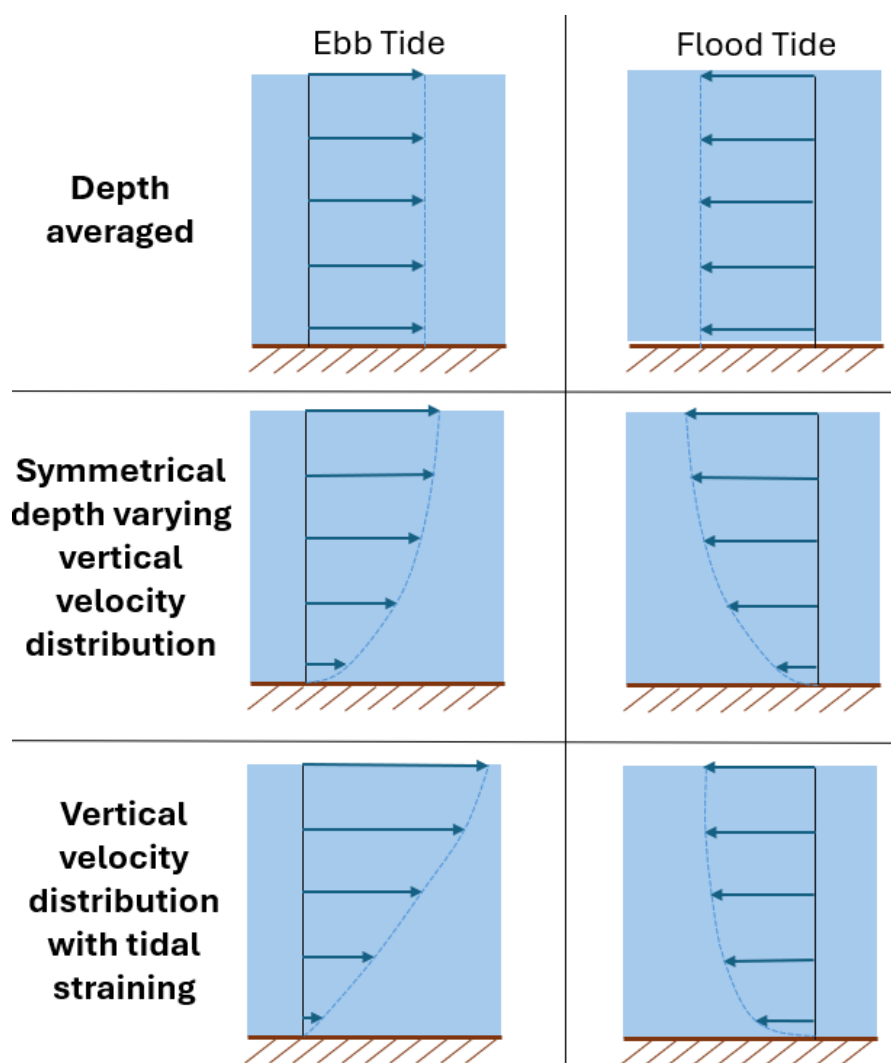 Ebb Tide
Flood Tide
Depth
averaged
Symmetrical
depth varying
vertical
velocity
distribution
Vertical
velocity
distribution
with tidal
straining